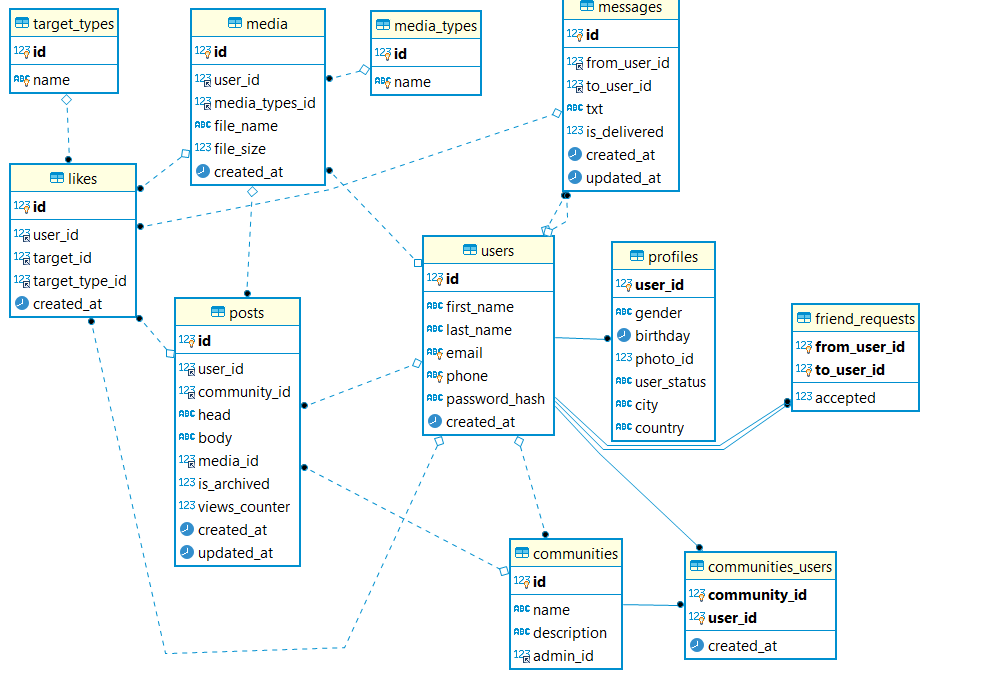 target_types
123 id
ABC name
media
123 id
123 user_id
123 media_types_id
ABC file_name
123 file_size
created_at
media_types
123 id
ABC name
messages
123 id
123 from_user_id
123 to_user_id
ABC txt
123 is_delivered
created_at
updated_at
likes
123 id
123 user_id
123 target_id
123 target_type_id
created_at
posts
123 id
123 user_id
123 community_id
ABC head
ABC body
123 media_id
123 is_archived
123 views_counter
created_at
updated_at
users
123 id
ABC first_name
ABC last_name
ABC email
ABC phone
ABC password_hash
created_at
profiles
123 user_id
ABC gender
birthday
123 photo_id
ABC user_status
ABC city
ABC country
friend_requests
123 from_user_id
123 to_user_id
123 accepted
communities
123 id
ABC name
ABC description
123 admin_id
communities_users
123 community_id
123 user_id
created_at